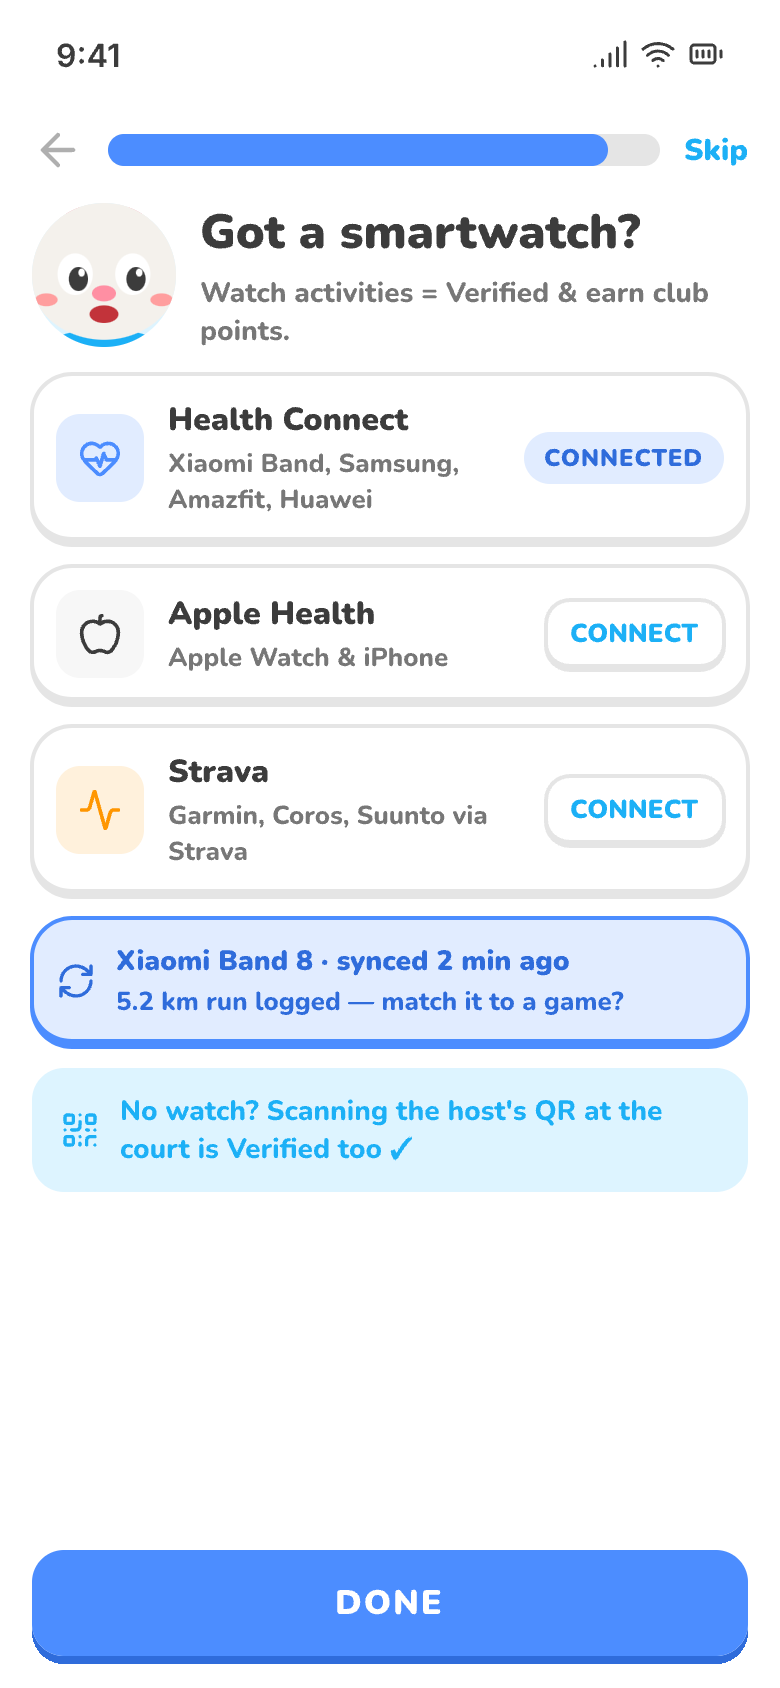 9:41
Skip
Got a smartwatch?
Watch activities = Verified & earn club
points.
Health Connect
Xiaomi Band, Samsung,
Amazfit, Huawei
CONNECTED
Apple Health
Apple Watch & iPhone
CONNECT
Strava
Garmin, Coros, Suunto via
Strava
CONNECT
Xiaomi Band 8 · synced 2 min ago
5.2 km run logged — match it to a game?
No watch? Scanning the host's QR at the
court is Verified too ✓
DONE